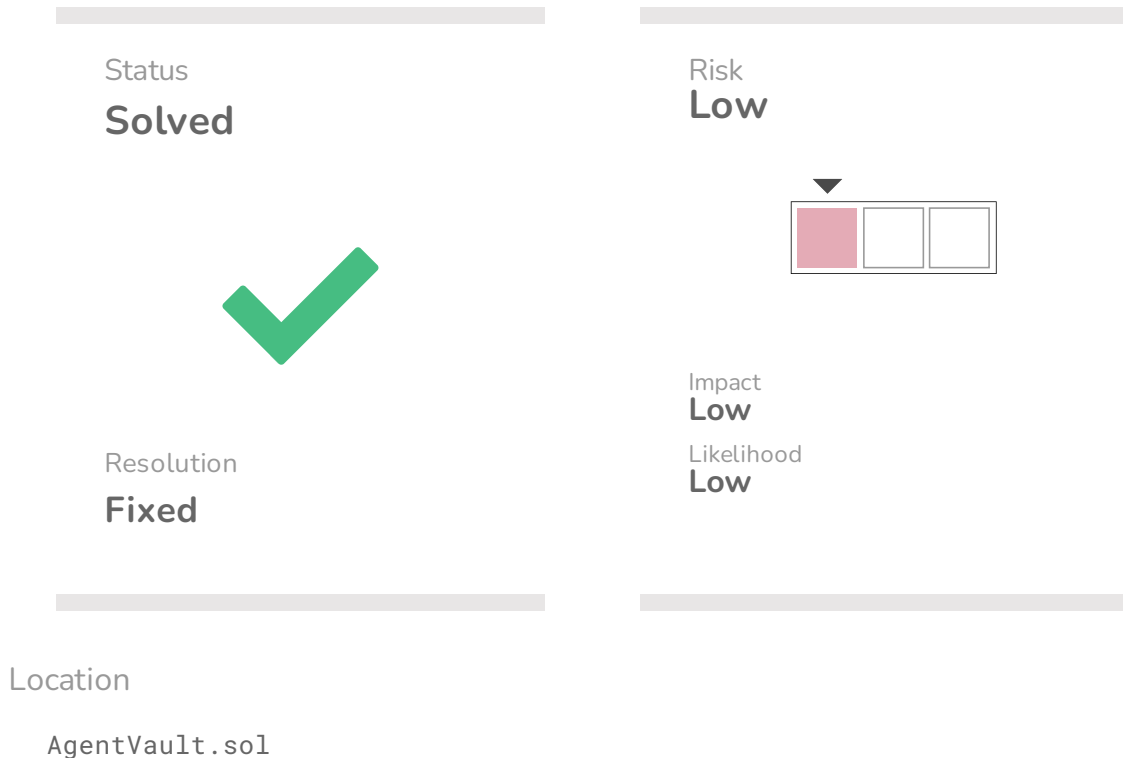 Status
Solved
Resolution
Fixed
Risk
Low
Impact
Low
Likelihood
Low
Location
AgentVault.sol